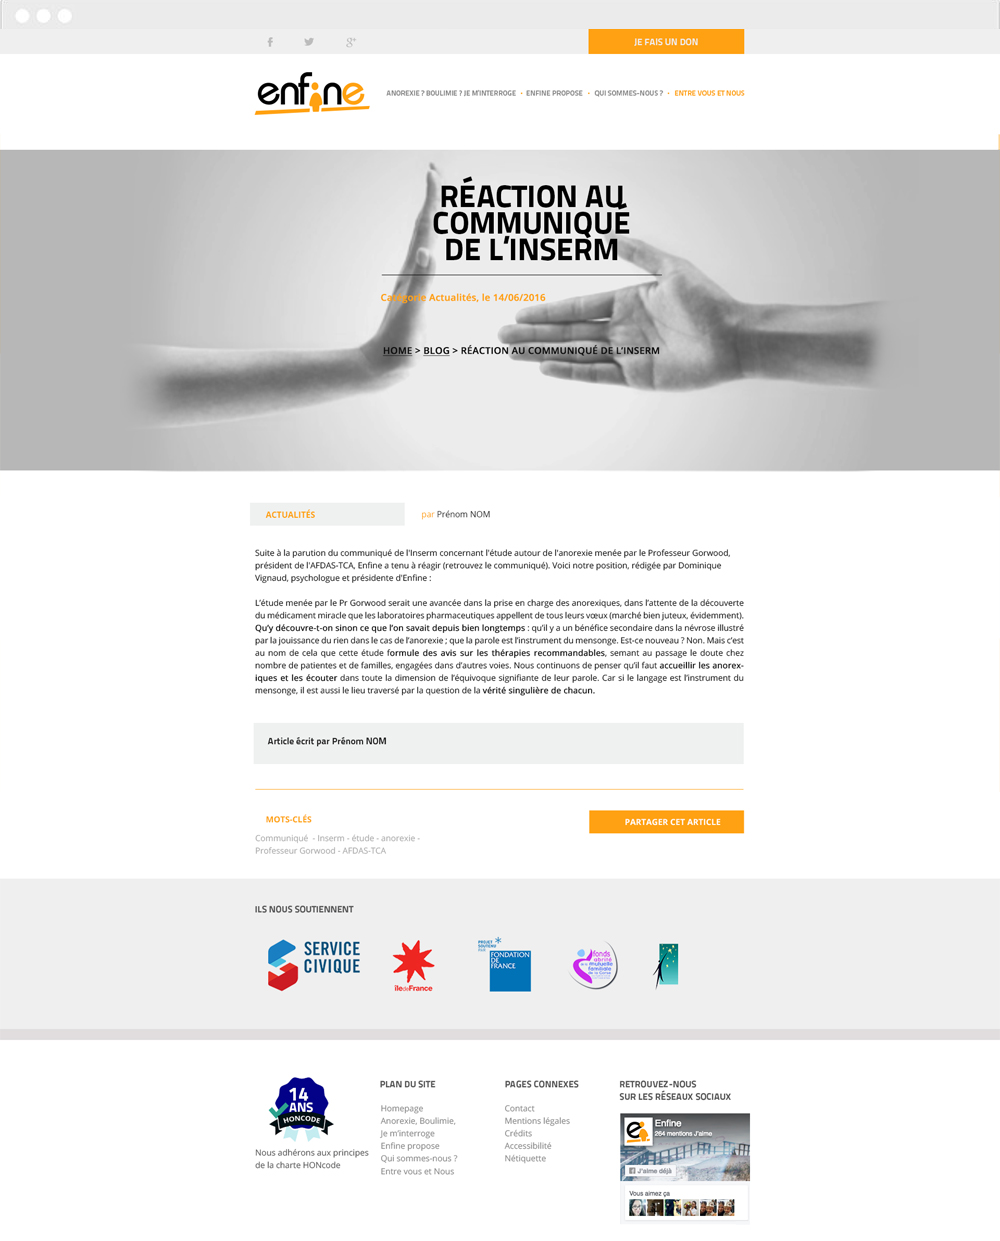 JE FAIS UN DON
enfine
ANOREXIE ? BOULIMIE ? JE M'INTERROGE • ENFINE PROPOSE • QUI SOMMES-NOUS ? • ENTRE VOUS ET NOUS
RÉACTION AU
COMMUNIQUÉ
DE L'INSERM
Catégorie Actualités, le 14/06/2016
HOME > BLOG > RÉACTION AU COMMUNIQUÉ DE L'INSERM
ACTUALITÉS
par Prénom NOM
Suite à la parution du communiqué de l'Inserm concernant l'étude autour de l'anorexie menée par le Professeur Gorwood,
président de l'AFDAS-TCA, Enfine a tenu à réagir (retrouvez le communiqué). Voici notre position, rédigée par Dominique
Vignaud, psychologue et présidente d'Enfine :
L'étude menée par le Pr Gorwood serait une avancée dans la prise en charge des anorexiques, dans l'attente de la découverte
du médicament miracle que les laboratoires pharmaceutiques appellent de tous leurs vœux (marché bien juteux, évidemment).
Qu'y découvre-t-on sinon ce que l'on savait depuis bien longtemps : qu'il y a un bénéfice secondaire dans la névrose illustré
par la jouissance du rien dans le cas de l'anorexie ; que la parole est l'instrument du mensonge. Est-ce nouveau ? Non. Mais c'est
au nom de cela que cette étude formule des avis sur les thérapies recommandables, semant au passage le doute chez
nombre de patientes et de familles, engagées dans d'autres voies. Nous continuons de penser qu'il faut accueillir les anorex-
iques et les écouter dans toute la dimension de l'équivoque signifiante de leur parole. Car si le langage est l'instrument du
mensonge, il est aussi le lieu traversé par la question de la vérité singulière de chacun.
Article écrit par Prénom NOM
MOTS-CLÉS
PARTAGER CET ARTICLE
Communiqué - Inserm - étude - anorexie -
Professeur Gorwood - AFDAS-TCA
ILS NOUS SOUTIENNENT
SERVICE
CIVIQUE
île de France
PROJET
SOUTENU
PAR
FONDATION
DE
FRANCE
fonds
abrité
de la mutuelle
familiale
de la Corse
14
ANS
HONCODE
Nous adhérons aux principes
de la charte HONcode
PLAN DU SITE
Homepage
Anorexie, Boulimie,
Je m'interroge
Enfine propose
Qui sommes-nous ?
Entre vous et Nous
PAGES CONNEXES
Contact
Mentions légales
Crédits
Accessibilité
Nétiquette
RETROUVEZ-NOUS
SUR LES RÉSEAUX SOCIAUX
Enfine
264 mentions J'aime
J'aime déjà
Vous aimez ça